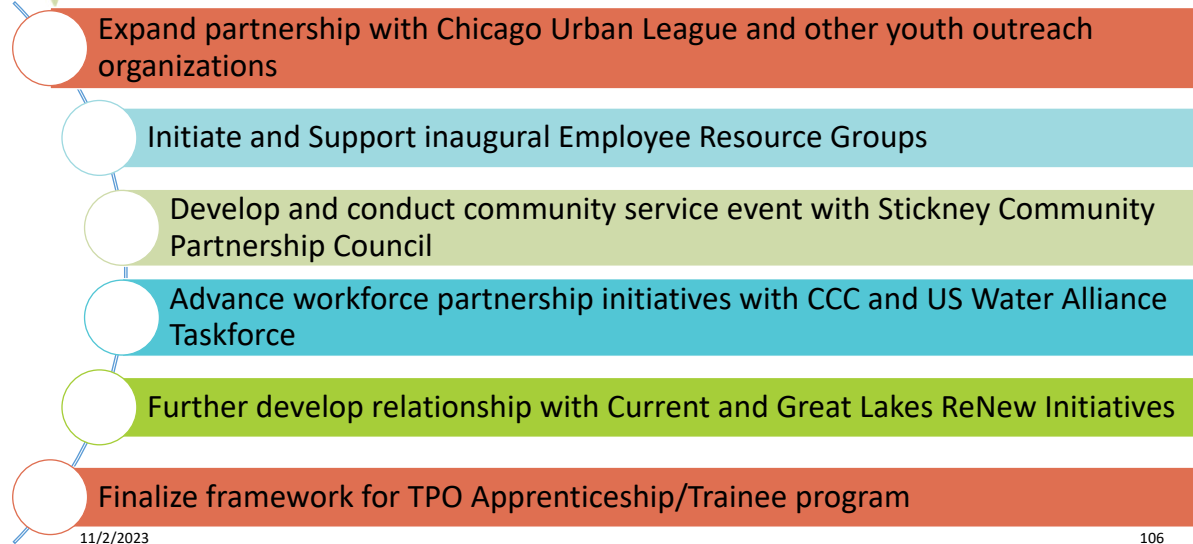 Expand partnership with Chicago Urban League and other youth outreach
organizations
Initiate and Support inaugural Employee Resource Groups
Develop and conduct community service event with Stickney Community
Partnership Council
Advance workforce partnership initiatives with CCC and US Water Alliance
Taskforce
Further develop relationship with Current and Great Lakes ReNew Initiatives
Finalize framework for TPO Apprenticeship/Trainee program
11/2/2023
106